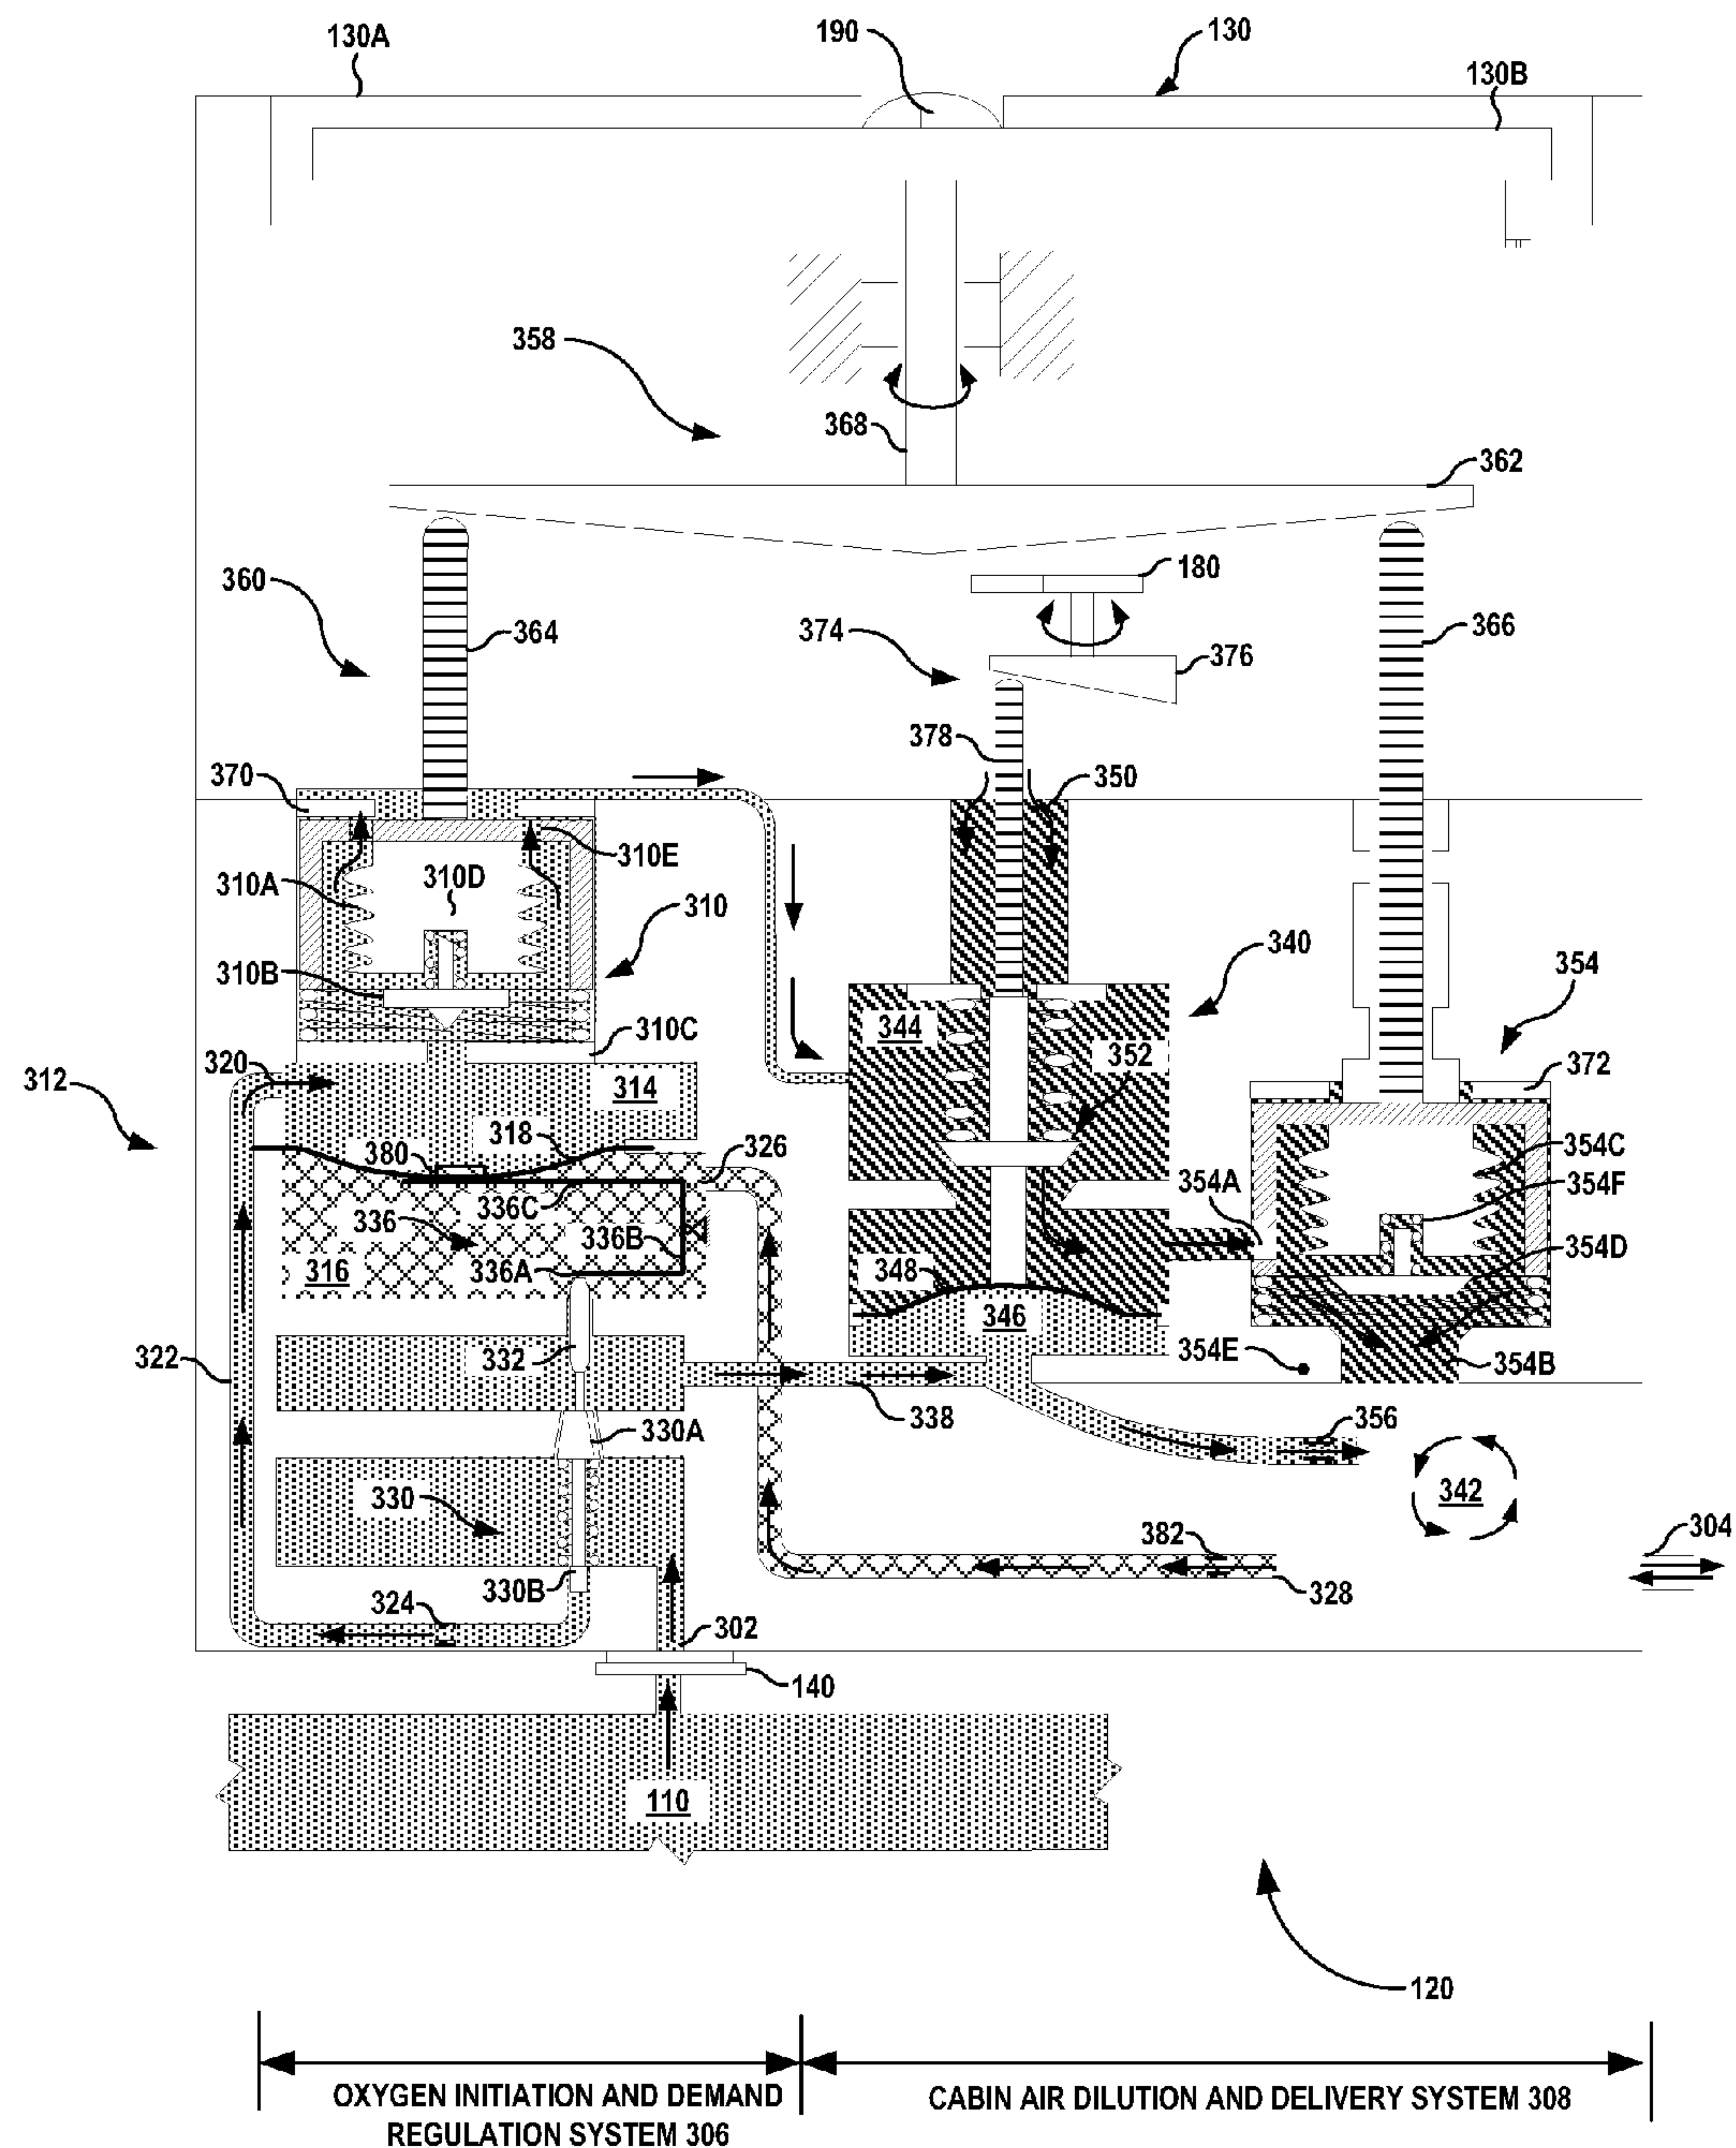 130A
190
130
130B
358
368
362
360
364
180
374
366
376
378
370
350
310E
310A
310D
310
340
354
310B
344
310C
352
320
372
312
314
318
326
354C
380
354A
354F
336C
336
336B
354D
336A
316
348
346
332
354E
354B
322
338
356
330A
330
342
304
382
330B
328
324
302
140
110
120
OXYGEN INITIATION AND DEMAND
REGULATION SYSTEM 306
CABIN AIR DILUTION AND DELIVERY SYSTEM 308